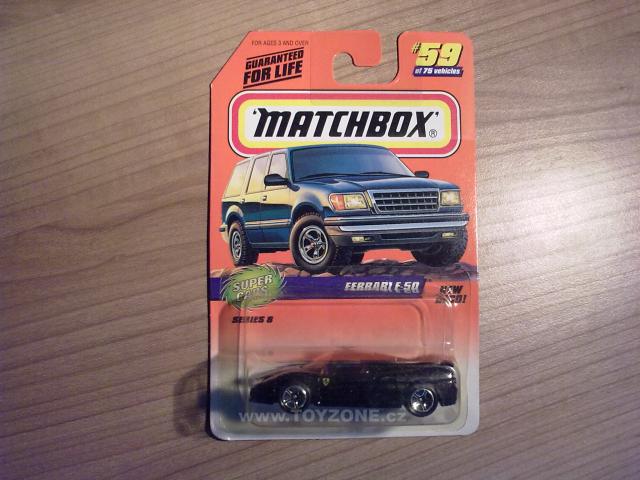 FOR AGES 3 AND OVER
GUARANTEED
FOR LIFE
#59
of 75 vehicles
'MATCHBOX'®
SUPER
CARS
FERRARI F-50
SERIES 8
www.TOYZONE.cz